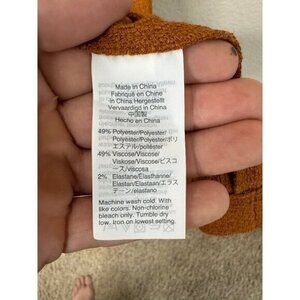 Made in China
Fabriqué en Chine
In China Hergestellt
Vervaardigd in China
中国製
Hecho en China
49% Polyester/Polyester/
Polyester/Polyester/ポリ
エステル/poliéster
49% Viscose/Viscose/
Viskose/Viscose/ビスコ
ース/viscosa
2% Elastane/Elasthanne/
Elastan/Elastaan/エラス
テーン/elastano
Machine wash cold. With
like colors. Non-chlorine
bleach only. Tumble dry
low. Iron on lowest setting.